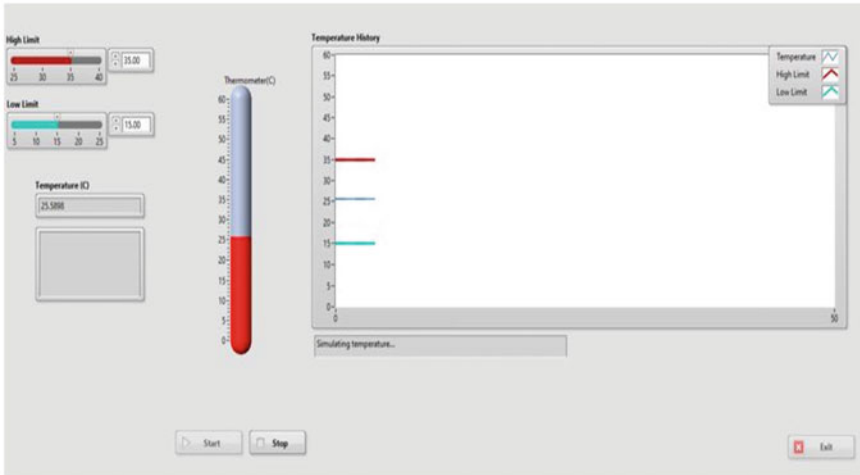 High Limit
35.00
25 30 35 40
Low Limit
15.00
5 10 15 20 25
Temperature (C)
25.5898
Thermometer(C)
60
55
50
45
40
35
30
25
20
15
10
5
0
Temperature History
Temperature
High Limit
Low Limit
60
55
50
45
40
35
30
25
20
15
10
5
0
0 50
Simulating temperature...
Start Stop
Exit